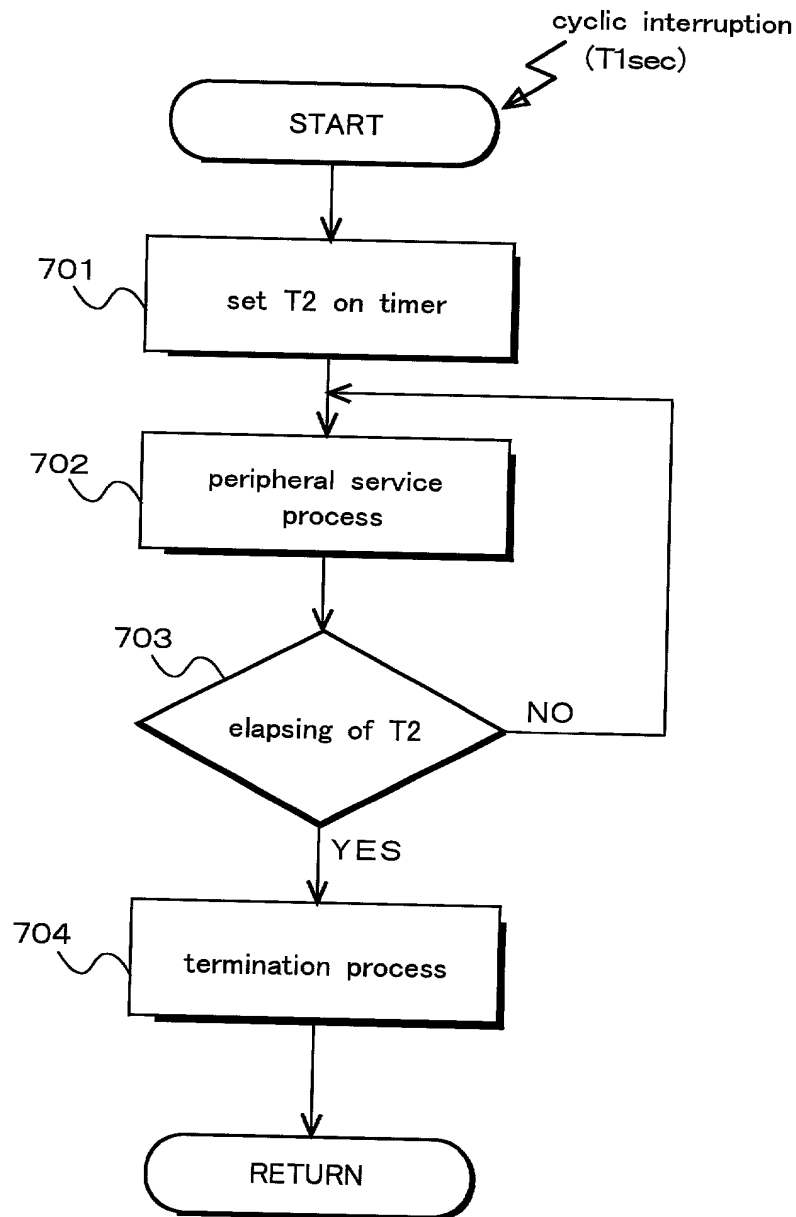 cyclic interruption
(T1sec)
START
701
set T2 on timer
702
peripheral service
process
703
elapsing of T2
NO
YES
704
termination process
RETURN